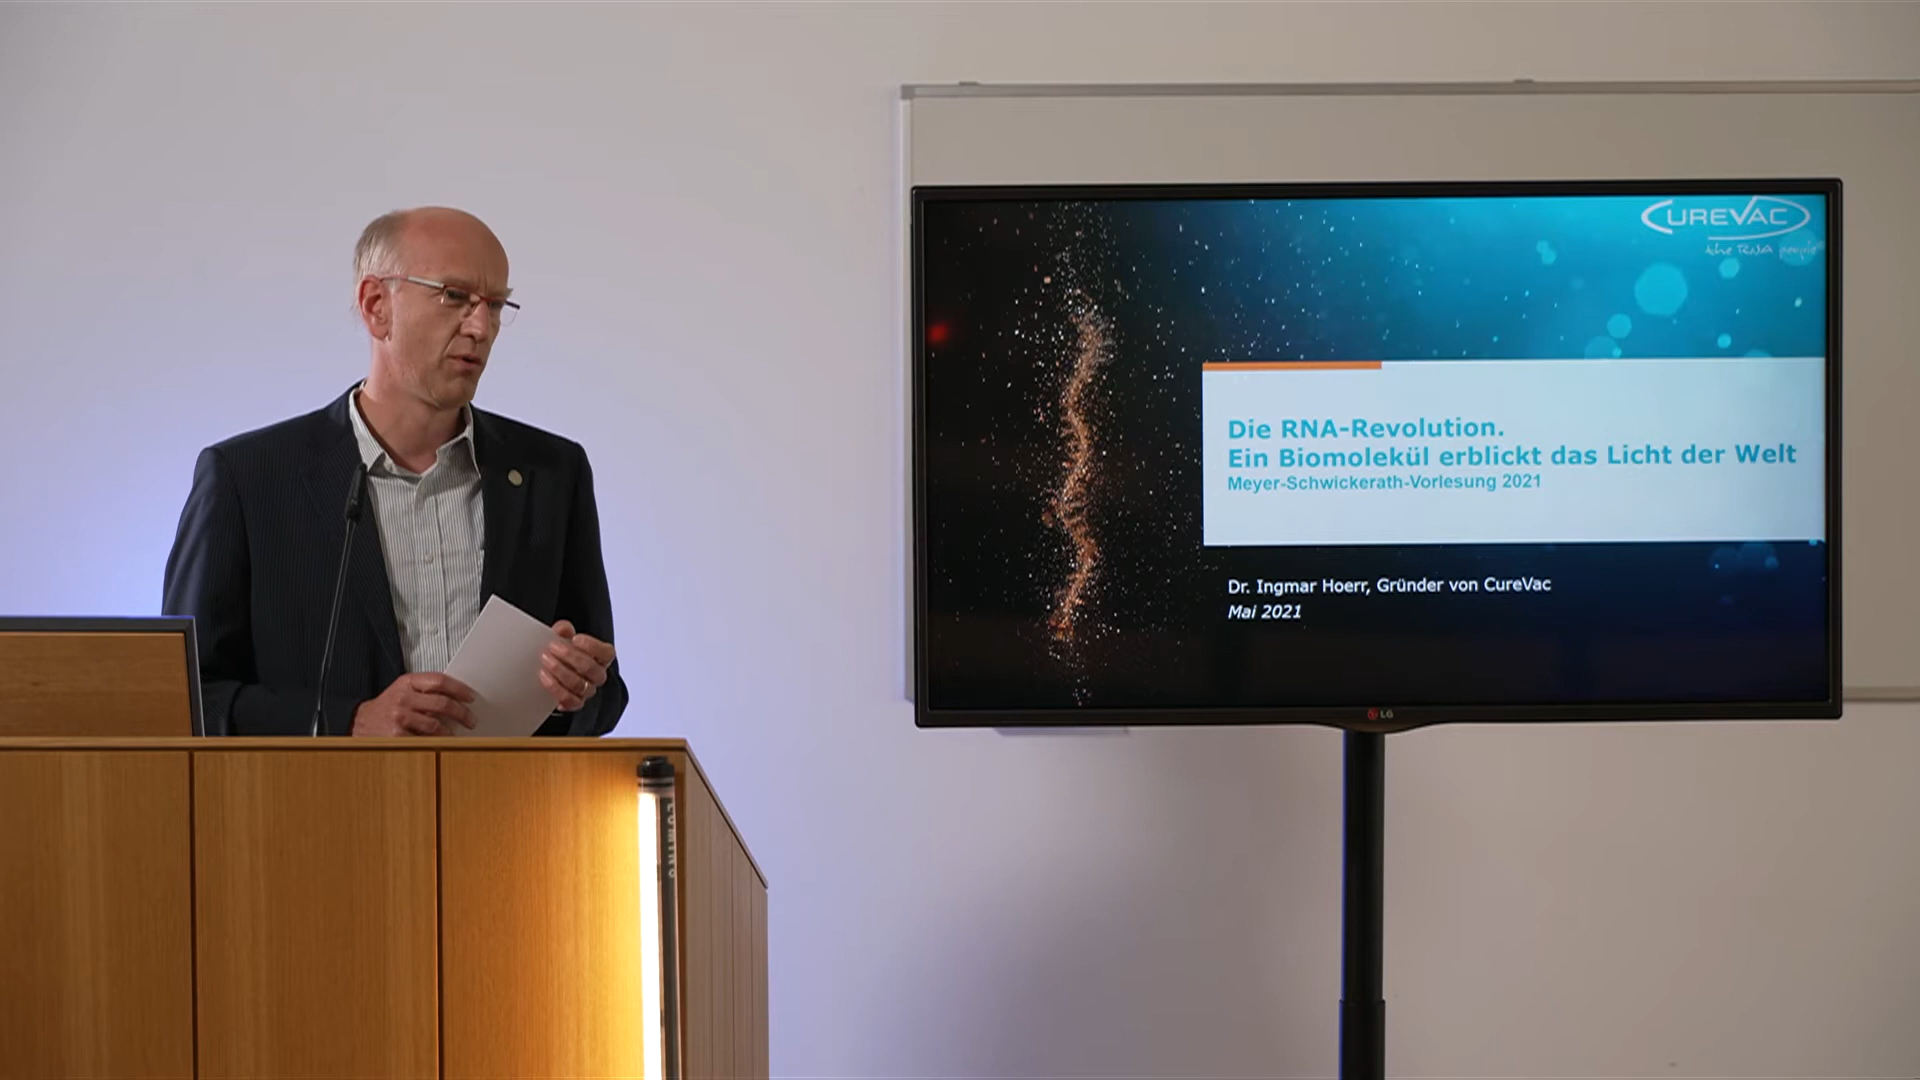 CUREVAC
the RNA people
Die RNA-Revolution.
Ein Biomolekül erblickt das Licht der Welt
Meyer-Schwickerath-Vorlesung 2021
Dr. Ingmar Hoerr, Gründer von CureVac
Mai 2021
LG